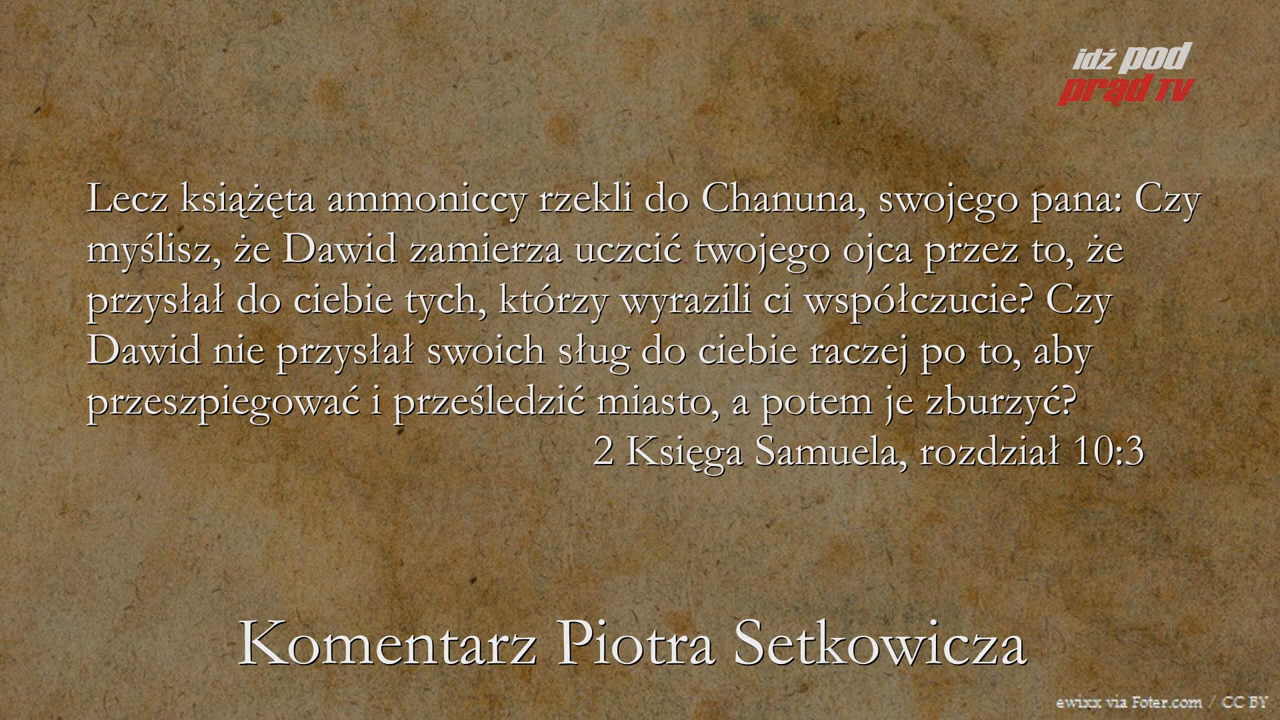 idź pod
prąd TV
Lecz książęta ammoniccy rzekli do Chanuna, swojego pana: Czy
myślisz, że Dawid zamierza uczcić twojego ojca przez to, że
przysłał do ciebie tych, którzy wyrazili ci współczucie? Czy
Dawid nie przysłał swoich sług do ciebie raczej po to, aby
przeszpiegować i prześledzić miasto, a potem je zburzyć?
2 Księga Samuela, rozdział 10:3
Komentarz Piotra Setkowicza
ewixx via Foter.com / CC BY